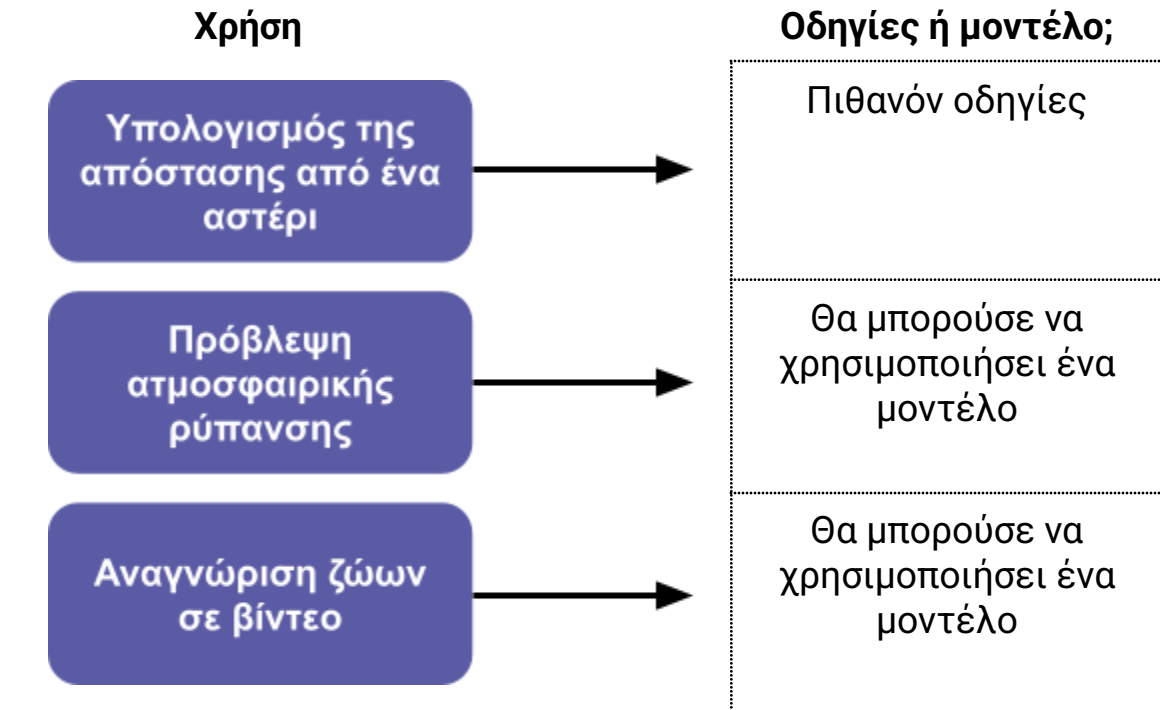 Χρήση
Οδηγίες ή μοντέλο;
Υπολογισμός της
απόστασης από ένα
αστέρι
Πιθανόν οδηγίες
Πρόβλεψη
ατμοσφαιρικής
ρύπανσης
Θα μπορούσε να
χρησιμοποιήσει ένα
μοντέλο
Αναγνώριση ζώων
σε βίντεο
Θα μπορούσε να
χρησιμοποιήσει ένα
μοντέλο